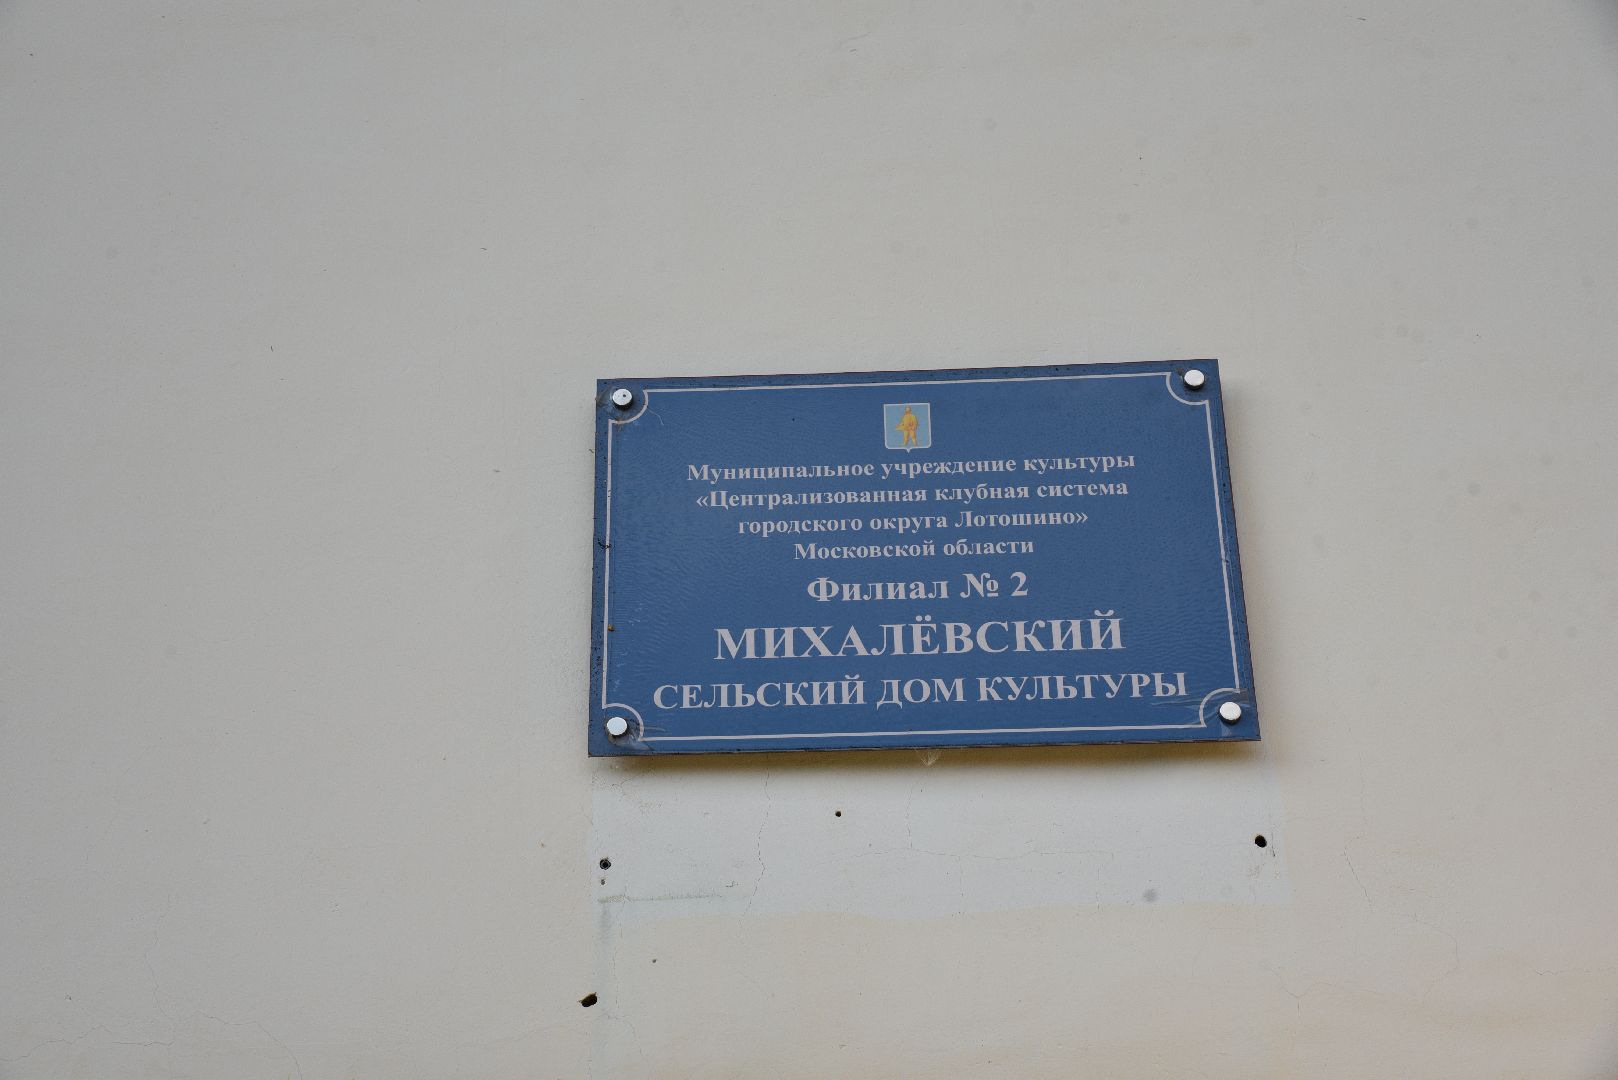 Муниципальное учреждение культуры
«Централизованная клубная система
городского округа Лотошино»
Московской области
Филиал № 2
МИХАЛЁВСКИЙ
СЕЛЬСКИЙ ДОМ КУЛЬТУРЫ